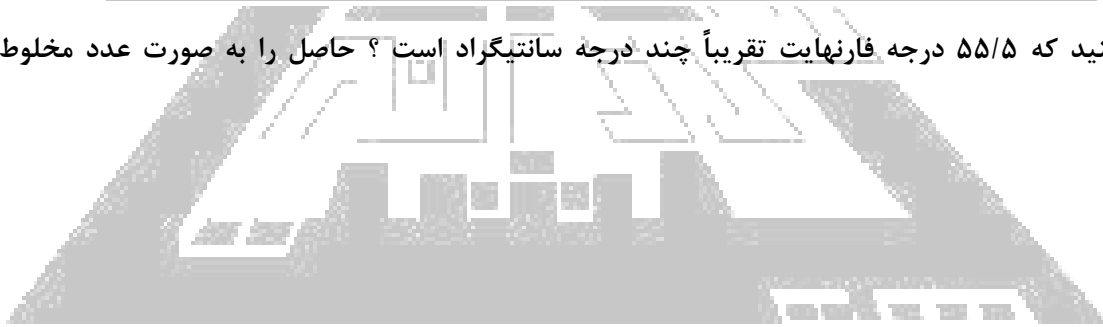 نید که ۵۵/۵ درجه فارنهایت تقریباً چند درجه سانتیگراد است ؟ حاصل را به صورت عدد مخلوط